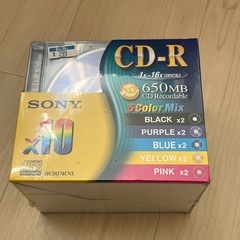 CD-R
1x-16x
650MB
CD Recordable
5 Color Mix
SONY
x10
BLACK x2
PURPLE x2
BLUE x2
YELLOW x2
PINK x2